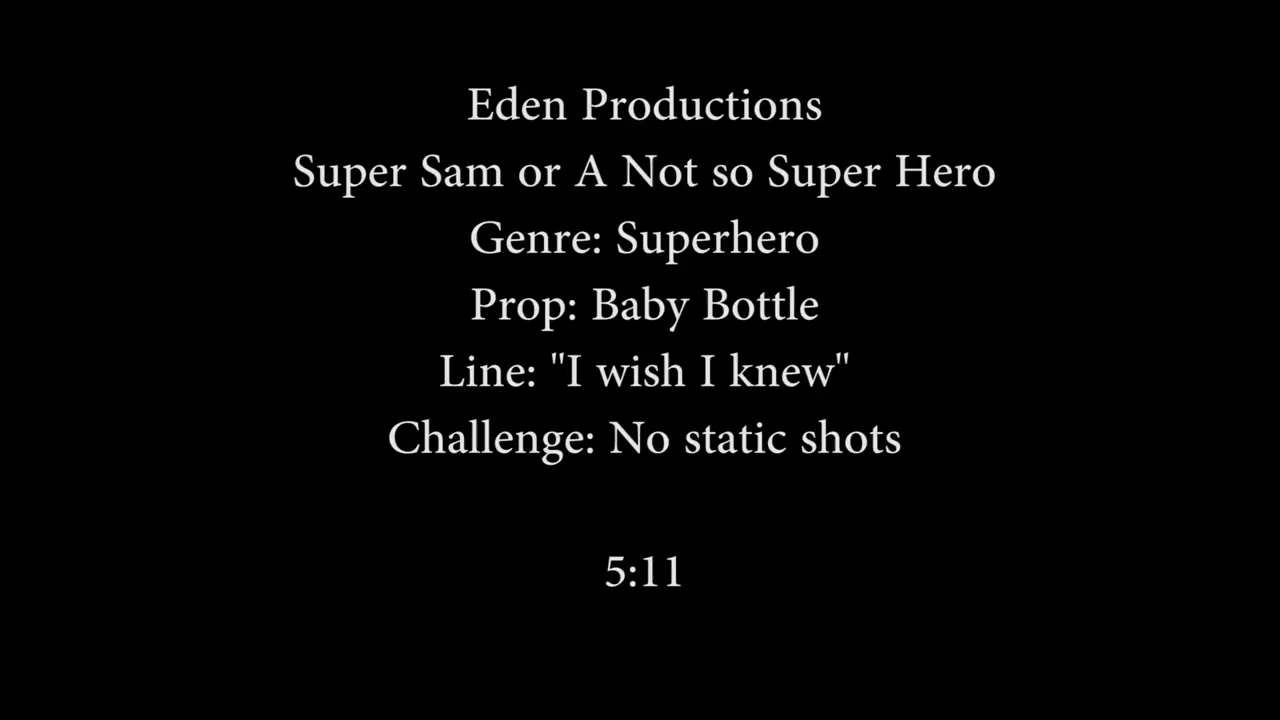 Eden Productions
Super Sam or A Not so Super Hero
Genre: Superhero
Prop: Baby Bottle
Line: "I wish I knew"
Challenge: No static shots
5:11